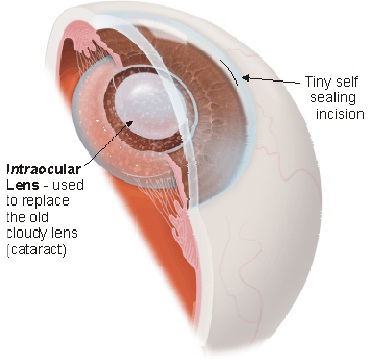 Tiny self
sealing
incision
Intraocular
Lens - used
to replace
the old
cloudy lens
(cataract)